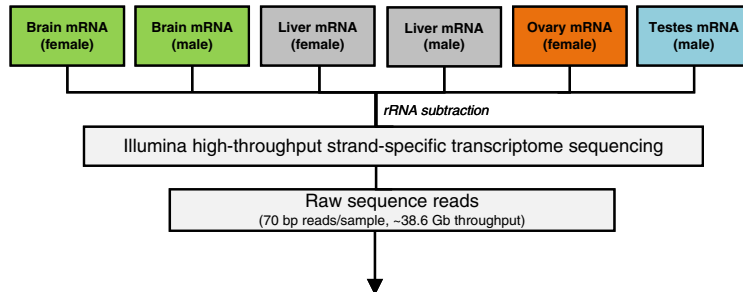 Brain mRNA
(female)
Brain mRNA
(male)
Liver mRNA
(female)
Liver mRNA
(male)
Ovary mRNA
(female)
Testes mRNA
(male)
rRNA subtraction
Illumina high-throughput strand-specific transcriptome sequencing
Raw sequence reads
(70 bp reads/sample, ~38.6 Gb throughput)